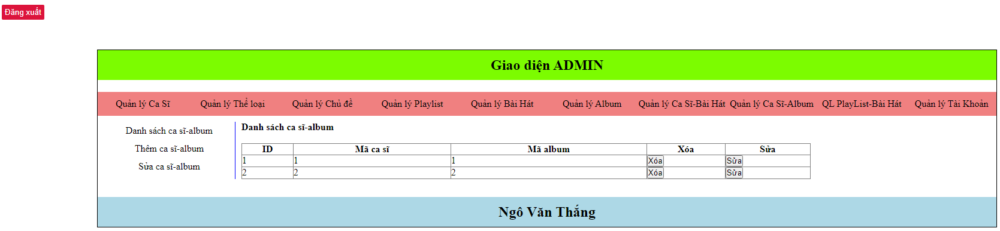 Đăng xuất
Giao diện ADMIN
Quản lý Ca Sĩ Quản lý Thể loại Quản lý Chủ đề Quản lý Playlist Quản lý Bài Hát Quản lý Album Quản lý Ca Sĩ-Bài Hát Quản lý Ca Sĩ-Album QL PlayList-Bài Hát Quản lý Tài Khoản
Danh sách ca sĩ-album
Thêm ca sĩ-album
Sửa ca sĩ-album
Danh sách ca sĩ-album
ID Mã ca sĩ Mã album Xóa Sửa
1 1 1 Xóa Sửa
2 2 2 Xóa Sửa
Ngô Văn Thắng